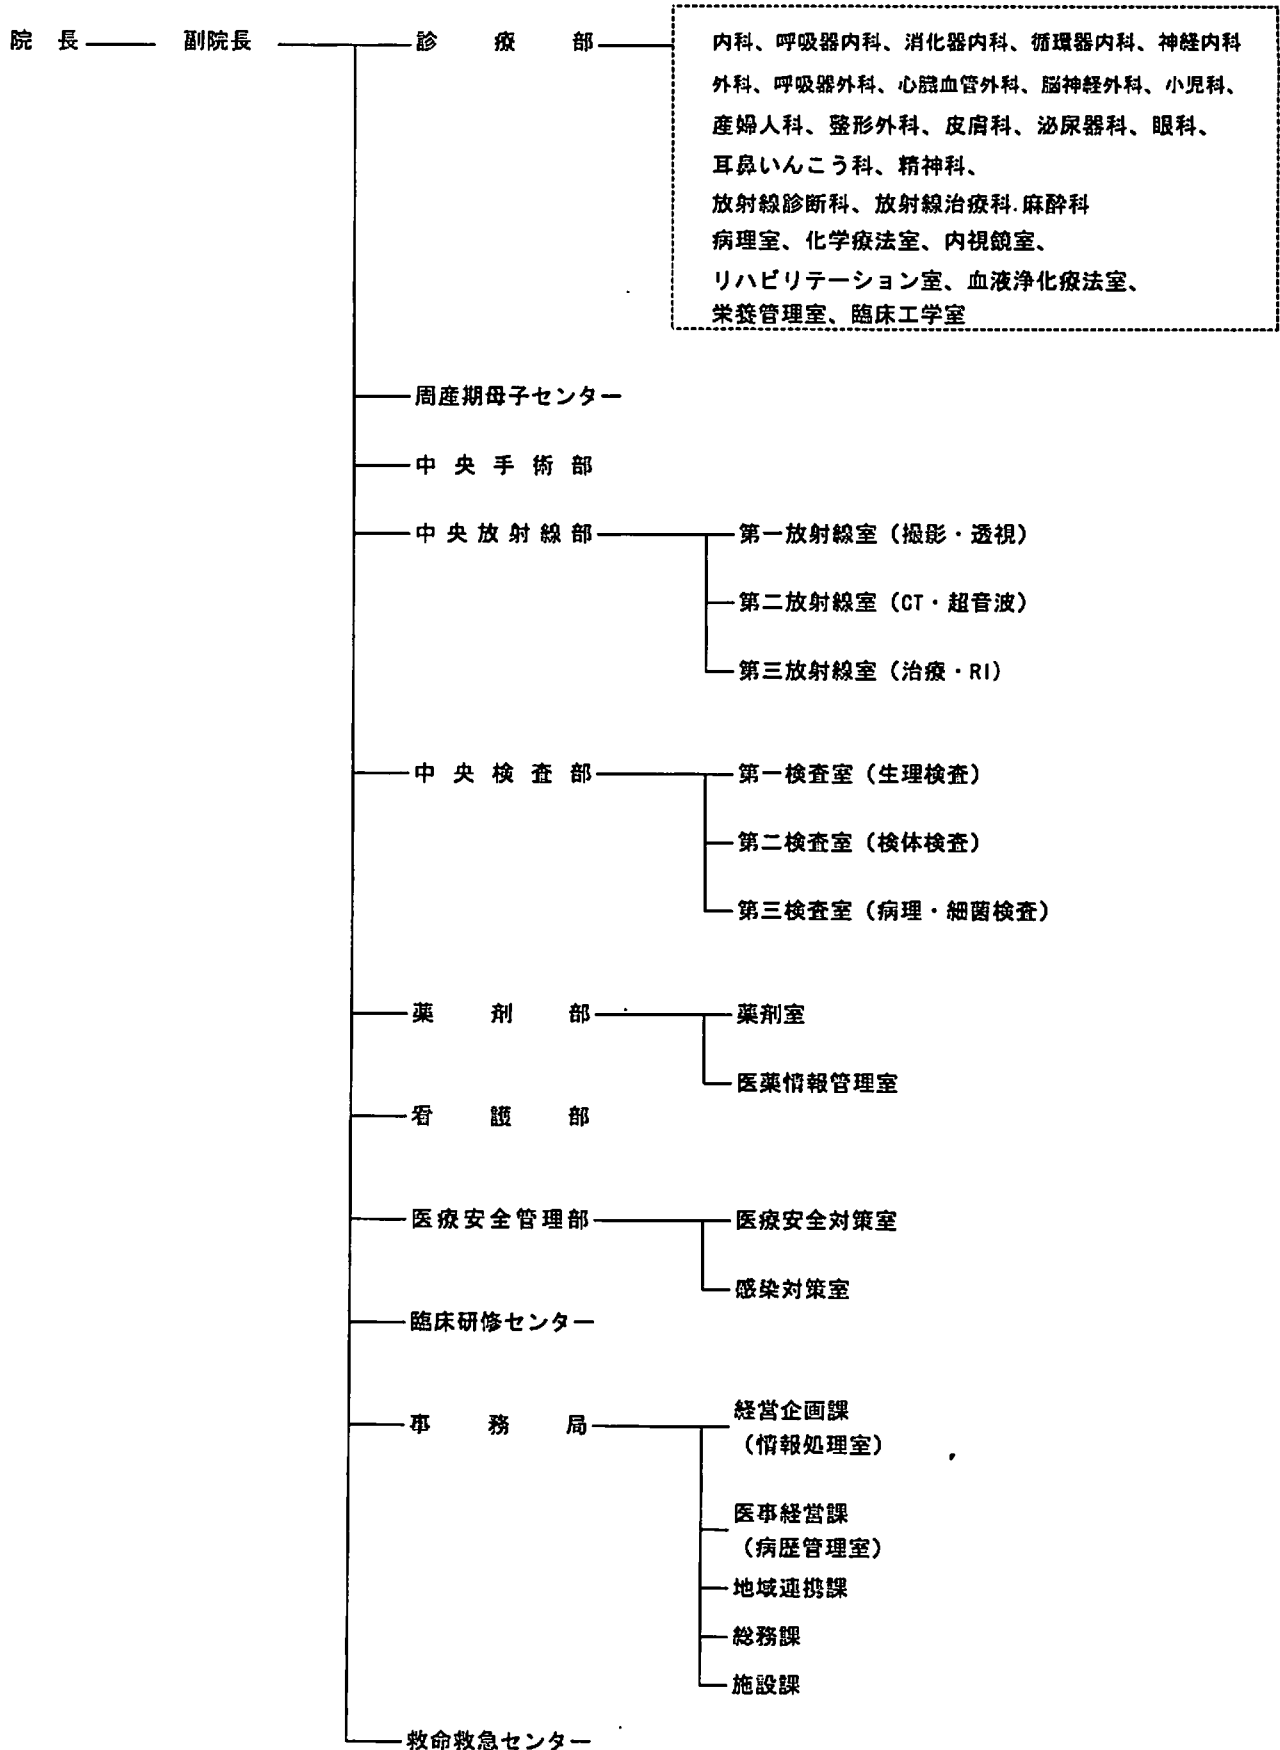 院長 副院長 診療部
内科、呼吸器内科、消化器内科、循環器内科、神経内科
外科、呼吸器外科、心臓血管外科、脳神経外科、小児科、
産婦人科、整形外科、皮膚科、泌尿器科、眼科、
耳鼻いんこう科、精神科、
放射線診断科、放射線治療科、麻酔科
病理室、化学療法室、内視鏡室、
リハビリテーション室、血液浄化療法室、
栄養管理室、臨床工学室
周産期母子センター
中央手術部
中央放射線部 第一放射線室（撮影・透視）
第二放射線室（CT・超音波）
第三放射線室（治療・RI）
中央検査部 第一検査室（生理検査）
第二検査室（検体検査）
第三検査室（病理・細菌検査）
薬剤部 薬剤室
医薬情報管理室
看護部
医療安全管理部 医療安全対策室
感染対策室
臨床研修センター
事務局 経営企画課
（情報処理室）
医事経営課
（病歴管理室）
地域連携課
総務課
施設課
救命救急センター